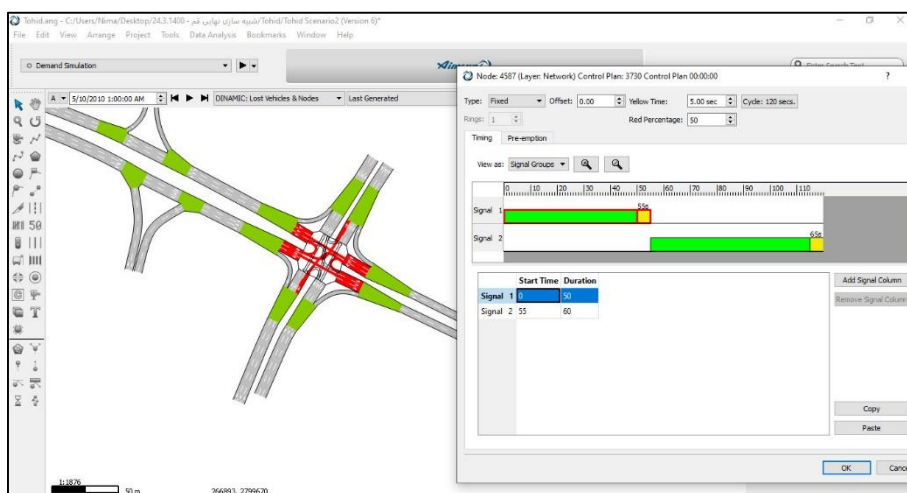 Tohid.ang - C:/Users/Nima/Desktop/24.3.1400 - شبیه سازی نهایی قم/Tohid/Tohid Scenario2 (Version 6)*
File Edit View Arrange Project Tools Data Analysis Bookmarks Window Help
Demand Simulation
Aimsun
A 5/10/2010 1:00:00 AM DINAMIC: Lost Vehicles & Nodes Last Generated
50
1:1876
50 m
266893, 2799670
Node: 4587 (Layer: Network) Control Plan: 3730 Control Plan 00:00:00 ?
Type: Fixed Offset: 0.00 Yellow Time: 5.00 sec Cycle: 120 secs.
Rings: 1 Red Percentage: 50
Timing Pre-emption
View as: Signal Groups
0 10 20 30 40 50 60 70 80 90 100 110
Signal 1 55s
Signal 2 65s
Start Time Duration
Signal 1 0 50
Signal 2 55 60
Add Signal Column
Remove Signal Column
Copy
Paste
OK Cance